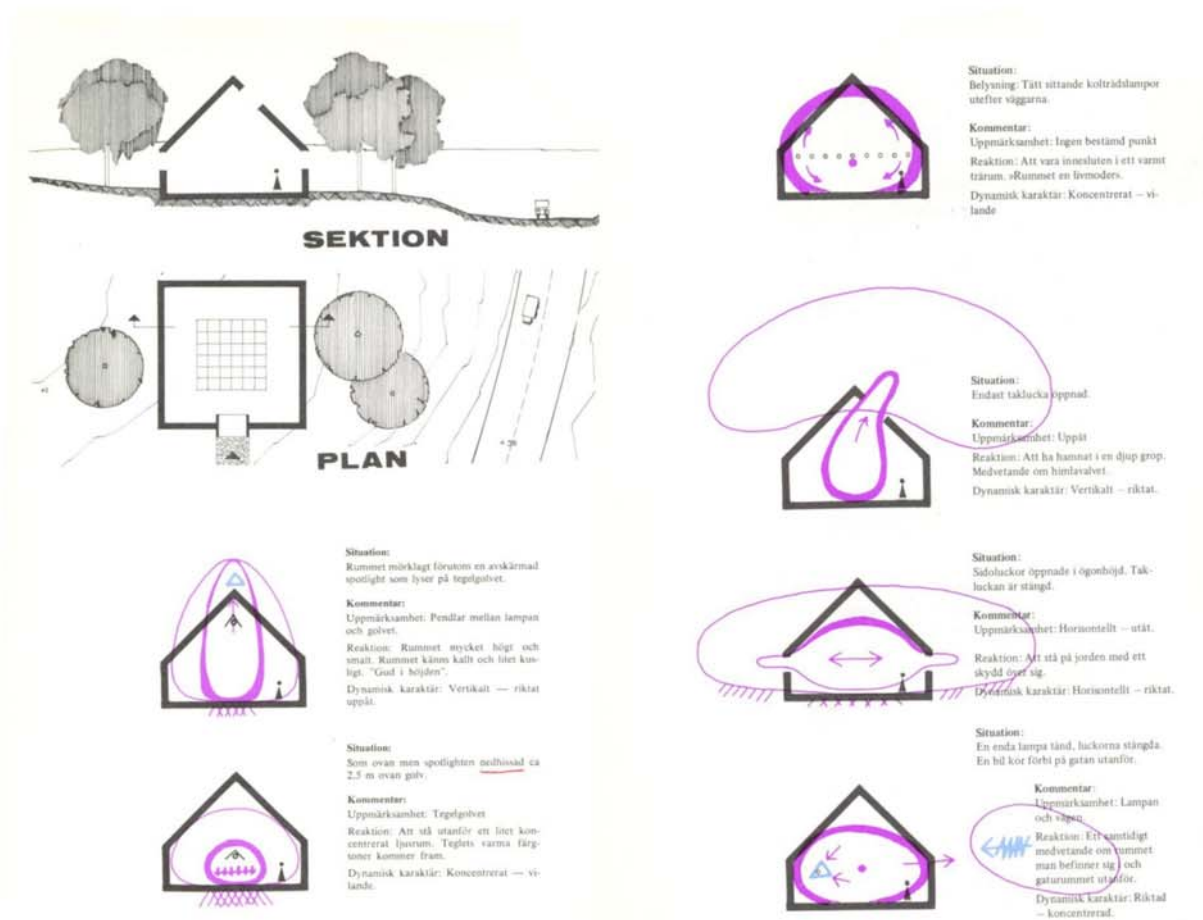 SEKTION
PLAN
+38
Situation:
Rummet mörklagt förutom en avskärmad
spotlight som lyser på tegelgolvet.
Kommentar:
Uppmärksamhet: Pendlar mellan lampan
och golvet.
Reaktion: Rummet mycket högt och
smalt. Rummet känns kallt och litet kus-
ligt. "Gud i höjden".
Dynamisk karaktär: Vertikalt — riktat
uppåt.
Situation:
Som ovan men spotlighten nedhissad ca
2,5 m ovan golv.
Kommentar:
Uppmärksamhet: Tegelgolvet
Reaktion: Att stå utanför ett litet kon-
centrerat ljusrum. Teglets varma färg-
toner kommer fram.
Dynamisk karaktär: Koncentrerat — vi-
lande.
Situation:
Belysning: Tätt sittande koltrådslampor
utefter väggarna.
Kommentar:
Uppmärksamhet: Ingen bestämd punkt
Reaktion: Att vara innesluten i ett varmt
trärum. »Rummet en livmoder».
Dynamisk karaktär: Koncentrerat – vi-
lande
Situation:
Endast taklucka öppnad.
Kommentar:
Uppmärksamhet: Uppåt
Reaktion: Att ha hamnat i en djup grop.
Medvetande om himlavalvet.
Dynamisk karaktär: Vertikalt – riktat.
Situation:
Sidoluckor öppnade i ögonhöjd. Tak-
luckan är stängd.
Kommentar:
Uppmärksamhet: Horisontellt – utåt.
Reaktion: Att stå på jorden med ett
skydd över sig.
Dynamisk karaktär: Horisontellt – riktat.
Situation:
En enda lampa tänd, luckorna stängda.
En bil kör förbi på gatan utanför.
Kommentar:
Uppmärksamhet: Lampan
och vägen
Reaktion: Ett samtidigt
medvetande om rummet
man befinner sig i och
gaturummet utanför.
Dynamisk karaktär: Riktad
– koncentrerad.